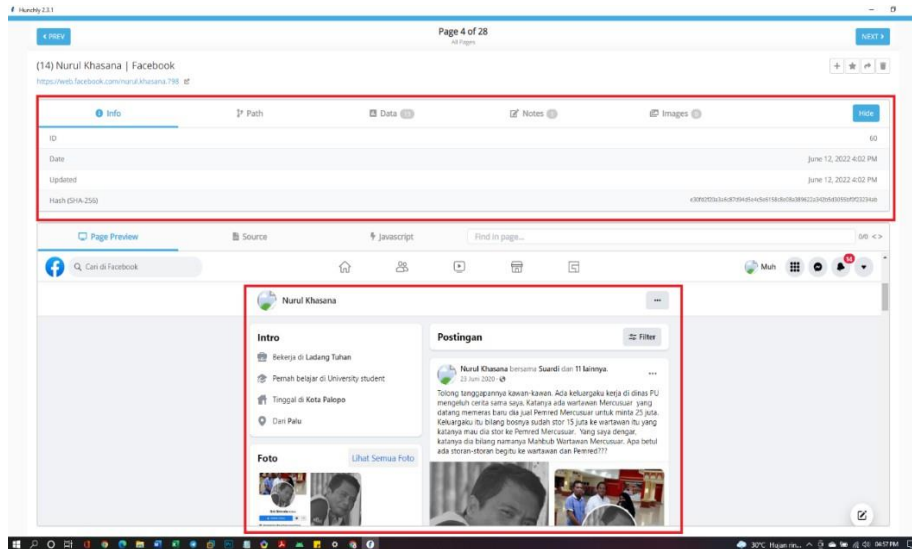 Hunchly 2.3.1
< PREV
Page 4 of 28
All Pages
NEXT >
(14) Nurul Khasana | Facebook
https://web.facebook.com/nurul.khasana.798
Info
Path
Data
Notes
Images
Hide
ID
60
Date
June 12, 2022 4:02 PM
Updated
June 12, 2022 4:02 PM
Hash (SHA-256)
Page Preview
Source
Javascript
Find in page...
0/0 < >
Cari di Facebook
Muh
Nurul Khasana
Intro
Bekerja di Ladang Tuhan
Pernah belajar di University student
Tinggal di Kota Palopo
Dari Palu
Foto
Lihat Semua Foto
Postingan
Filter
Nurul Khasana bersama Suardi dan 11 lainnya.
23 Juni 2020
Tolong tanggapannya kawan-kawan. Ada keluargaku kerja di dinas PU
mengeluh cerita sama saya. Katanya ada wartawan Mercusuar yang
datang memeras baru dia jual Pemred Mercusuar untuk minta 25 juta.
Keluargaku itu bilang bosnya sudah stor 15 juta ke wartawan itu yang
katanya mau dia stor ke Pemred Mercusuar. Yang saya dengar,
katanya dia bilang namanya Mahbub Wartawan Mercusuar. Apa betul
ada storan-storan begitu ke wartawan dan Pemred???
30°C Hujan rin...
04:57 PM